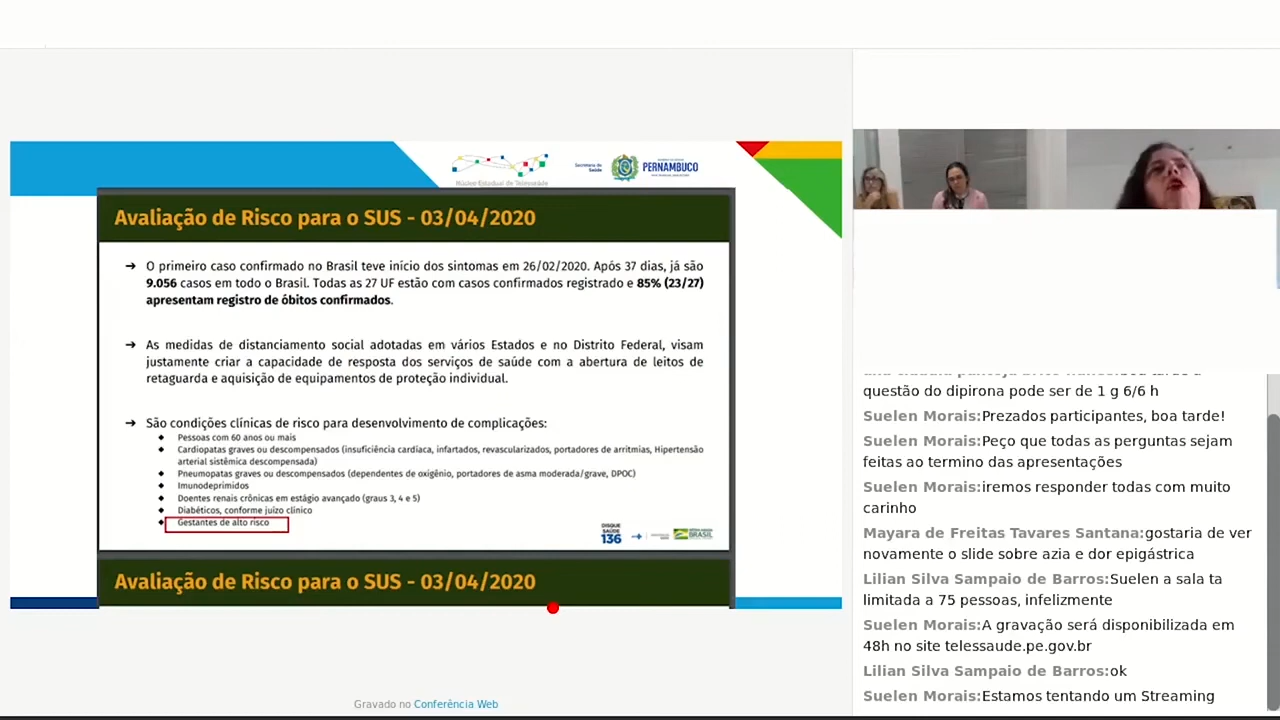 Núcleo Estadual de Telessaúde
Secretaria de
Saúde
PERNAMBUCO
Avaliação de Risco para o SUS - 03/04/2020
➔ O primeiro caso confirmado no Brasil teve início dos sintomas em 26/02/2020. Após 37 dias, já são
9.056 casos em todo o Brasil. Todas as 27 UF estão com casos confirmados registrado e 85% (23/27)
apresentam registro de óbitos confirmados.
➔ As medidas de distanciamento social adotadas em vários Estados e no Distrito Federal, visam
justamente criar a capacidade de resposta dos serviços de saúde com a abertura de leitos de
retaguarda e aquisição de equipamentos de proteção individual.
➔ São condições clínicas de risco para desenvolvimento de complicações:
◆ Pessoas com 60 anos ou mais
◆ Cardiopatas graves ou descompensados (insuficiência cardíaca, infartados, revascularizados, portadores de arritmias, Hipertensão
arterial sistêmica descompensada)
◆ Pneumopatas graves ou descompensados (dependentes de oxigênio, portadores de asma moderada/grave, DPOC)
◆ Imunodeprimidos
◆ Doentes renais crônicas em estágio avançado (graus 3, 4 e 5)
◆ Diabéticos, conforme juízo clínico
◆ Gestantes de alto risco
DISQUE
SAÚDE
136
BRASIL
Avaliação de Risco para o SUS - 03/04/2020
Gravado no Conferência Web
questão do dipirona pode ser de 1 g 6/6 h
Suelen Morais:Prezados participantes, boa tarde!
Suelen Morais:Peço que todas as perguntas sejam
feitas ao termino das apresentações
Suelen Morais:iremos responder todas com muito
carinho
Mayara de Freitas Tavares Santana:gostaria de ver
novamente o slide sobre azia e dor epigástrica
Lilian Silva Sampaio de Barros:Suelen a sala ta
limitada a 75 pessoas, infelizmente
Suelen Morais:A gravação será disponibilizada em
48h no site telessaude.pe.gov.br
Lilian Silva Sampaio de Barros:ok
Suelen Morais:Estamos tentando um Streaming